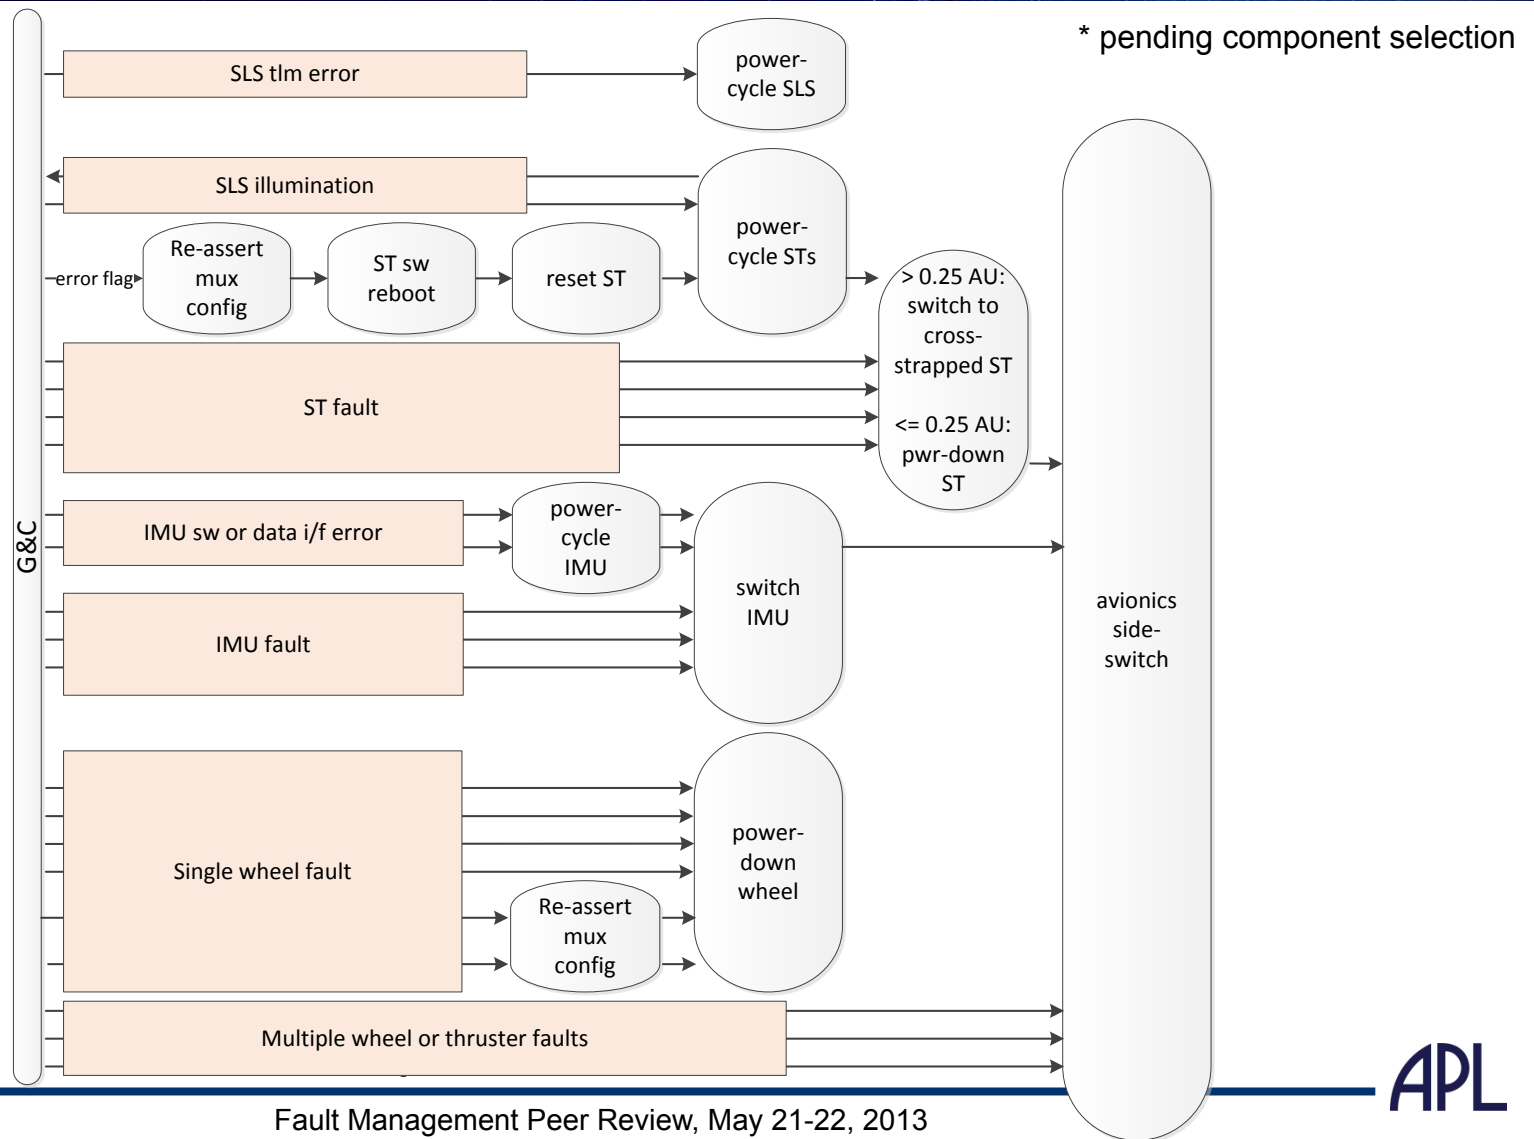 * pending component selection
SLS tlm error
power-
cycle SLS
SLS illumination
power-
cycle STs
error flag
Re-assert
mux
config
ST sw
reboot
reset ST
> 0.25 AU:
switch to
cross-
strapped ST
<= 0.25 AU:
pwr-down
ST
ST fault
G&C
IMU sw or data i/f error
power-
cycle
IMU
switch
IMU
IMU fault
avionics
side-
switch
Single wheel fault
power-
down
wheel
Re-assert
mux
config
Multiple wheel or thruster faults
APL
Fault Management Peer Review, May 21-22, 2013